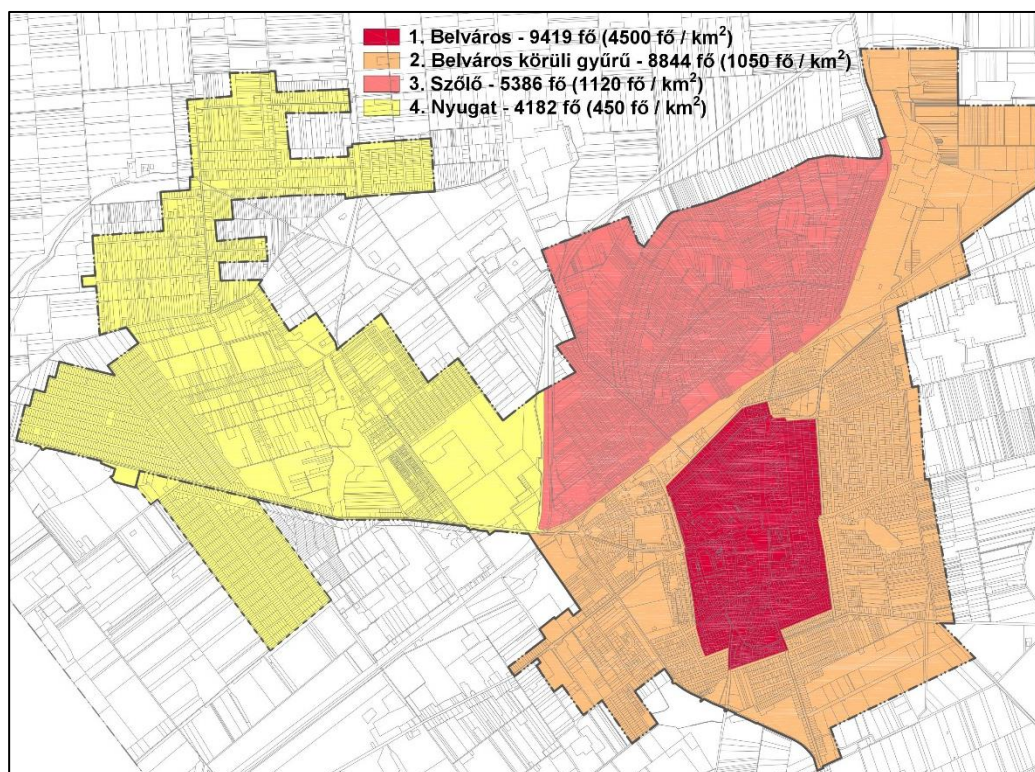 1. Belváros - 9419 fő (4500 fő / km²)
2. Belváros körüli gyűrű - 8844 fő (1050 fő / km²)
3. Szőlő - 5386 fő (1120 fő / km²)
4. Nyugat - 4182 fő (450 fő / km²)